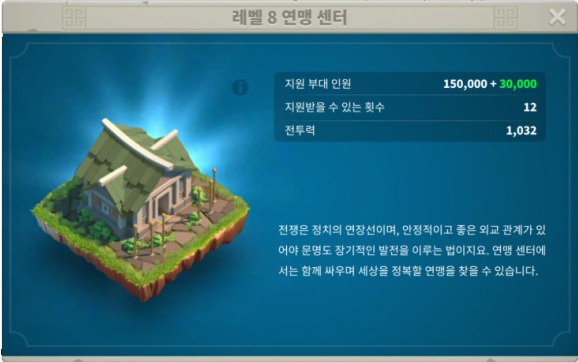 레벨 8 연맹 센터
지원 부대 인원 150,000 + 30,000
지원받을 수 있는 횟수 12
전투력 1,032
전쟁은 정치의 연장선이며, 안정적이고 좋은 외교 관계가 있
어야 문명도 장기적인 발전을 이루는 법이지요. 연맹 센터에
서는 함께 싸우며 세상을 정복할 연맹을 찾을 수 있습니다.